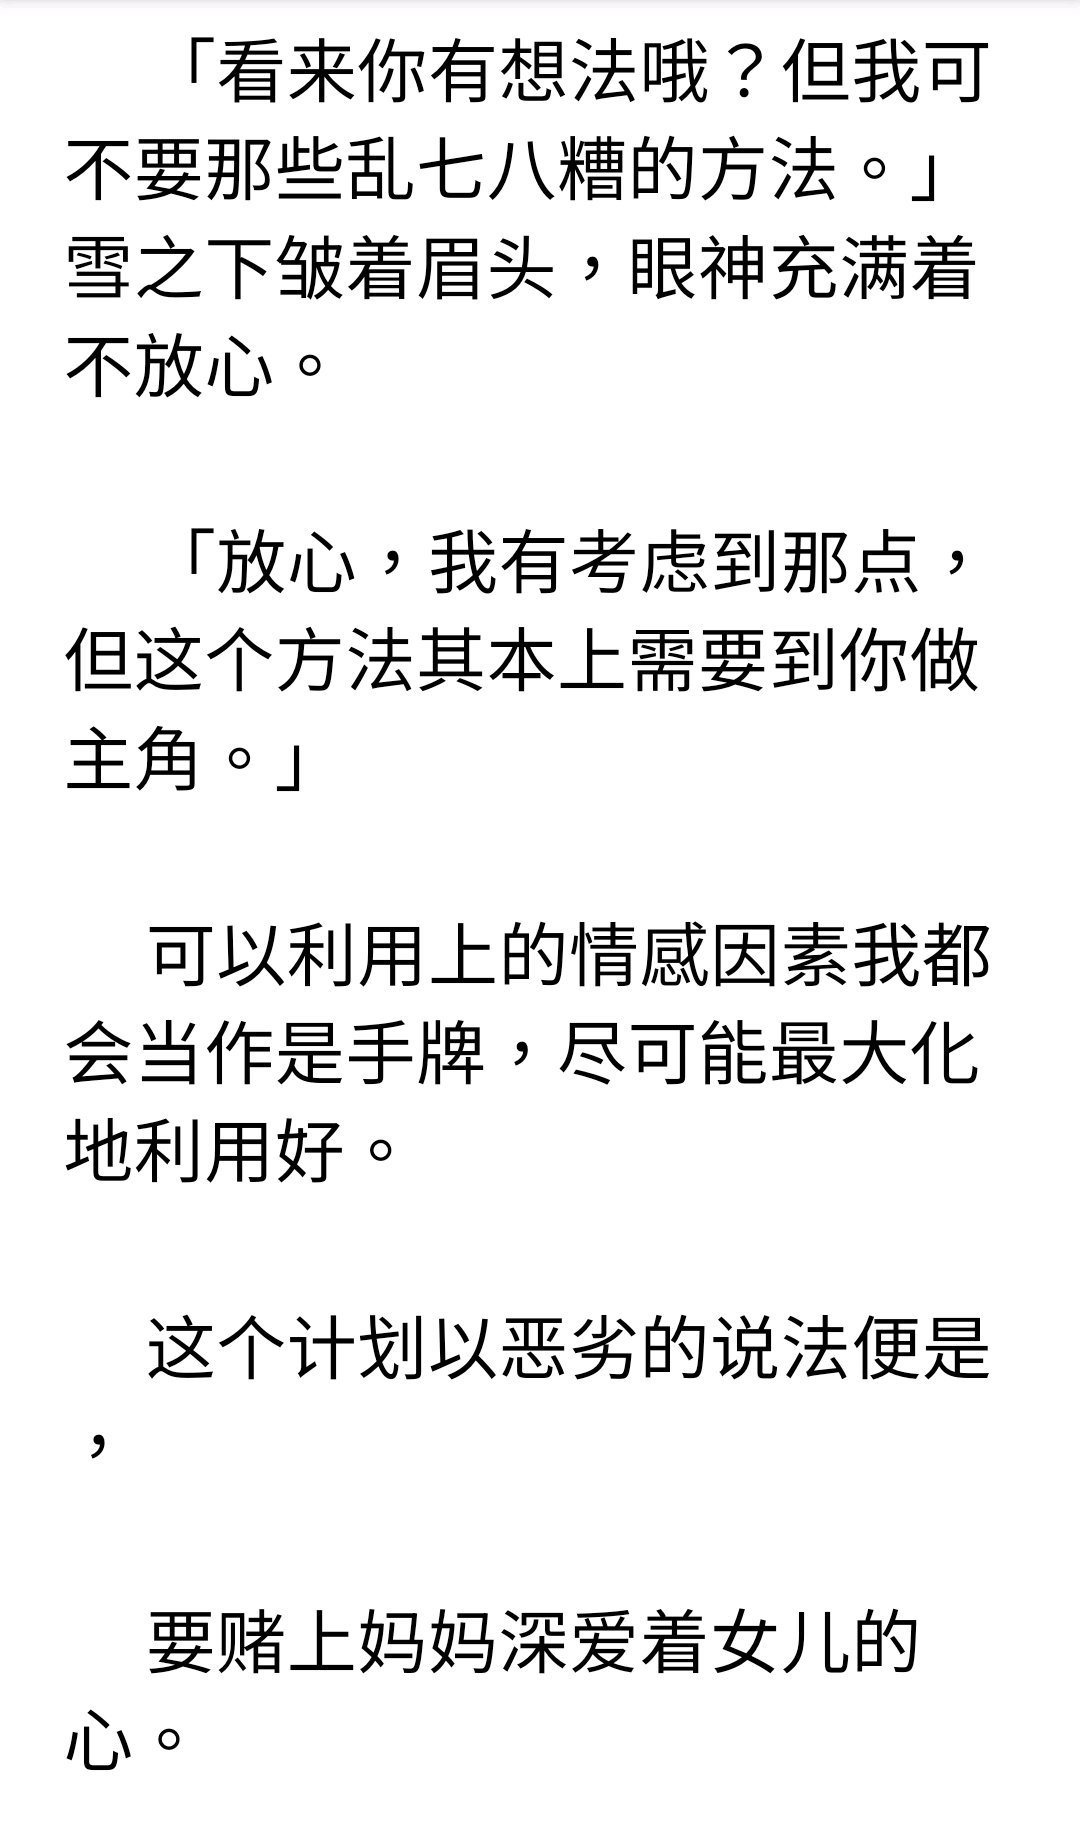 「看来你有想法哦？但我可
不要那些乱七八糟的方法。」
雪之下皱着眉头，眼神充满着
不放心。
「放心，我有考虑到那点，
但这个方法其本上需要到你做
主角。」
可以利用上的情感因素我都
会当作是手牌，尽可能最大化
地利用好。
这个计划以恶劣的说法便是
，
要赌上妈妈深爱着女儿的
心。